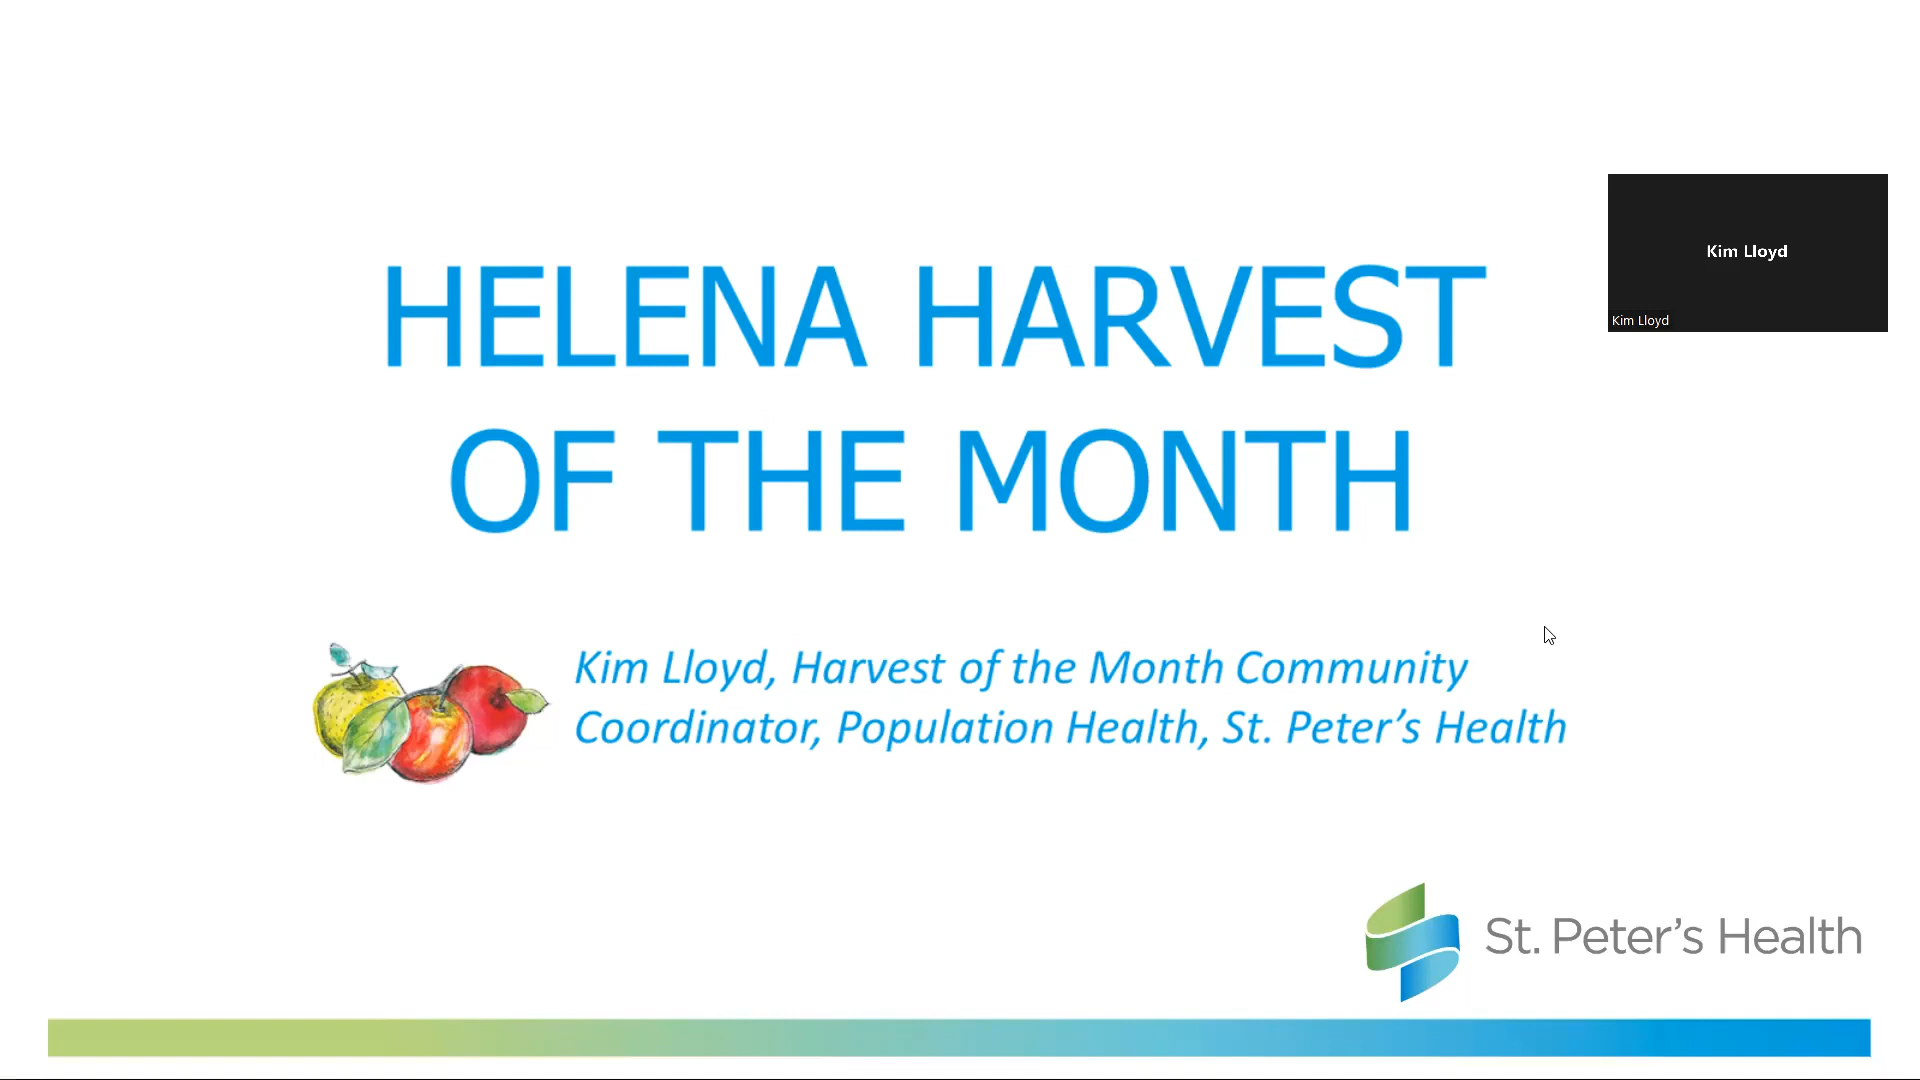 HELENA HARVEST
OF THE MONTH
Kim Lloyd
Kim Lloyd
Kim Lloyd, Harvest of the Month Community
Coordinator, Population Health, St. Peter’s Health
St. Peter’s Health